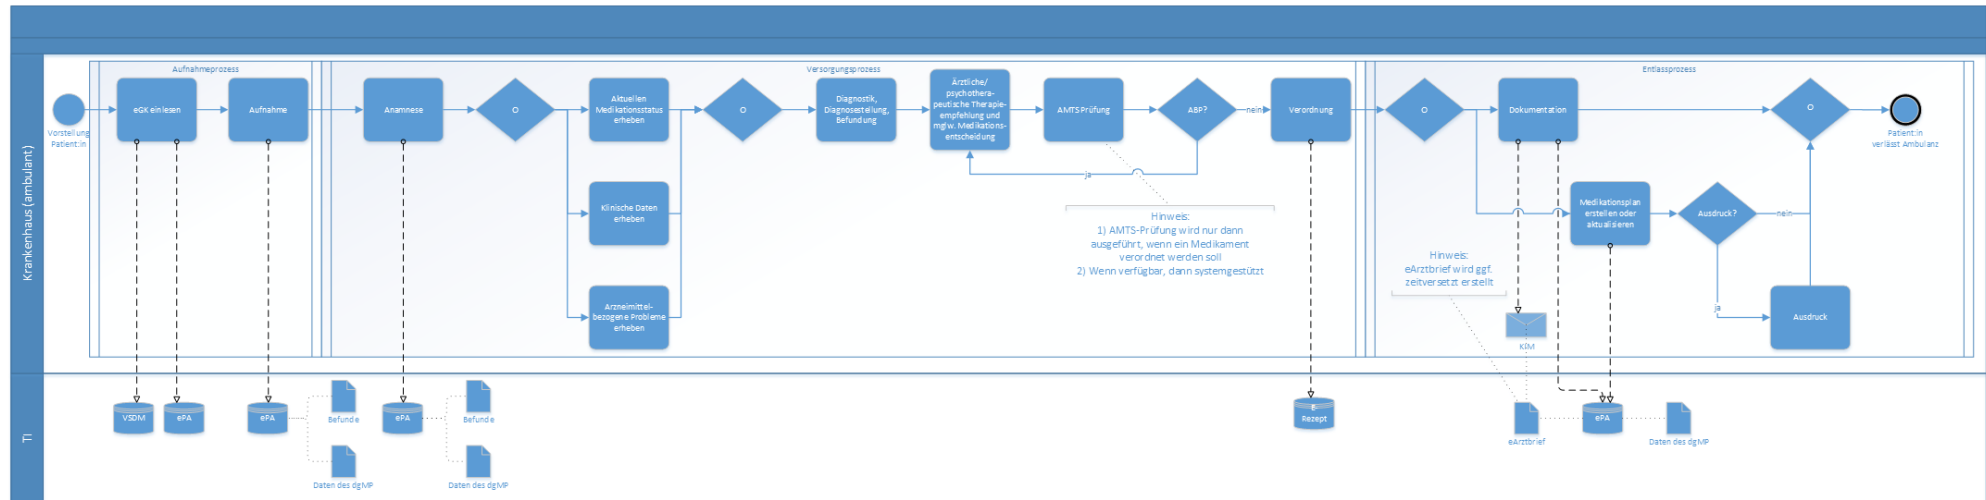 Krankenhaus (ambulant)
Aufnahmeprozess
Versorgungsprozess
Entlassprozess
Vorstellung
Patient:in
eGK einlesen
Aufnahme
Anamnese
O
Aktuellen
Medikationsstatus
erheben
Klinische Daten
erheben
Arzneimittel-
bezogene Probleme
erheben
O
Diagnostik,
Diagnosestellung,
Befundung
Ärztliche/
psychothera-
peutische Therapie-
empfehlung und
mglw. Medikations-
entscheidung
AMTS Prüfung
ABP?
nein
ja
Verordnung
Hinweis:
1) AMTS-Prüfung wird nur dann
ausgeführt, wenn ein Medikament
verordnet werden soll
2) Wenn verfügbar, dann systemgestützt
O
Dokumentation
O
Patient:in
verlässt Ambulanz
Medikationsplan
erstellen oder
aktualisieren
Ausdruck?
nein
ja
Ausdruck
Hinweis:
eArztbrief wird ggf.
zeitversetzt erstellt
KIM
TI
VSDM
ePA
ePA
Befunde
Daten des dgMP
ePA
Befunde
Daten des dgMP
E-
Rezept
eArztbrief
ePA
Daten des dgMP